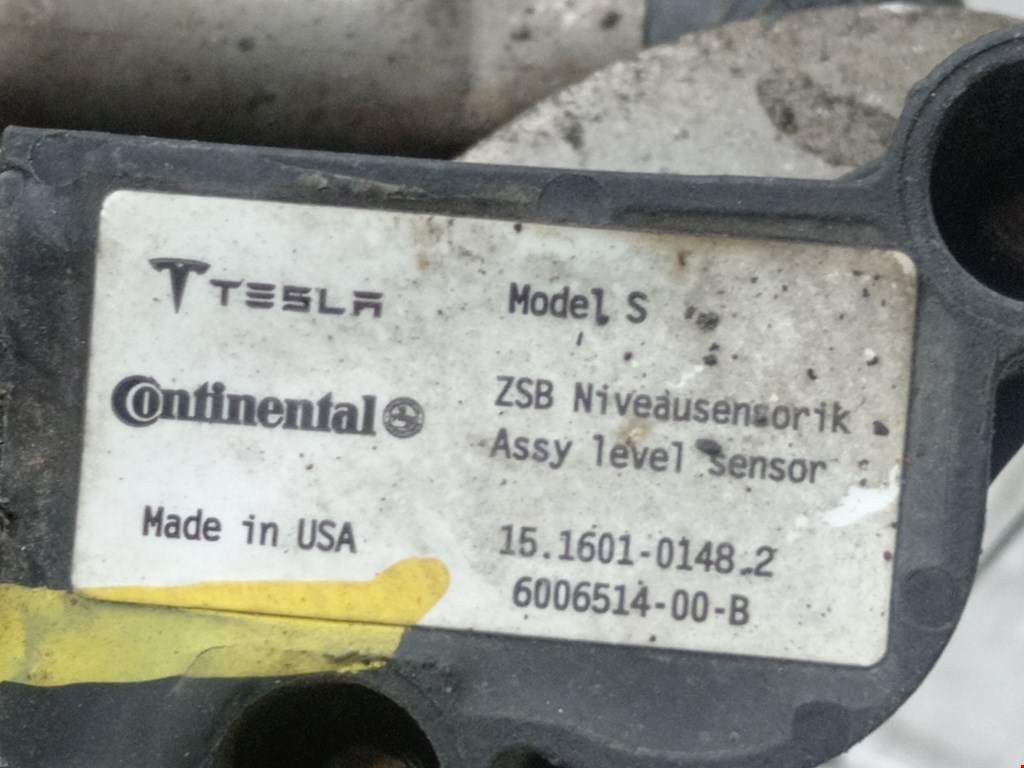 TESLA
Model S
Continental
ZSB Niveausensorik
Assy level sensor
Made in USA
15.1601-0148.2
6006514-00-B